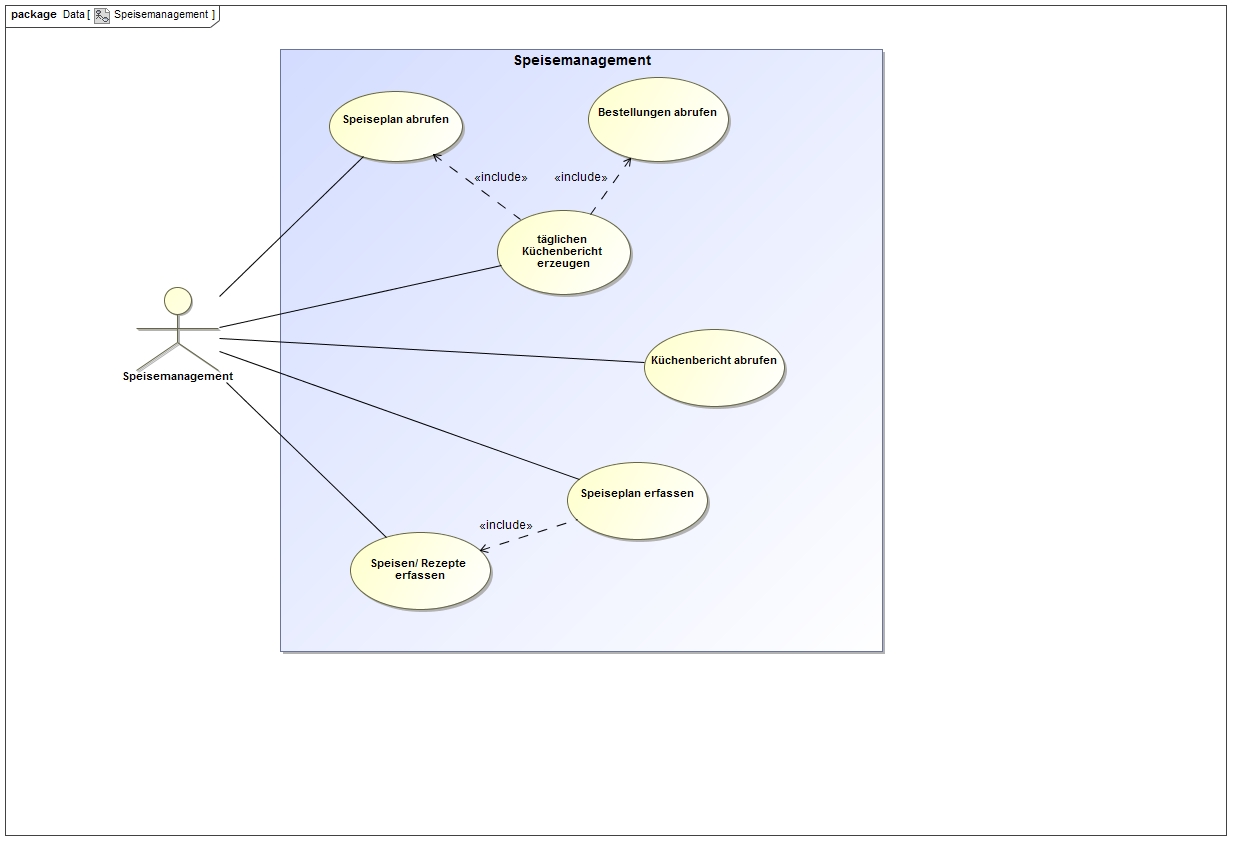 package Data [ Speisemanagement ]
Speisemanagement
Bestellungen abrufen
Speiseplan abrufen
«include» «include»
täglichen
Küchenbericht
erzeugen
Küchenbericht abrufen
Speisemanagement
Speiseplan erfassen
«include»
Speisen/ Rezepte
erfassen